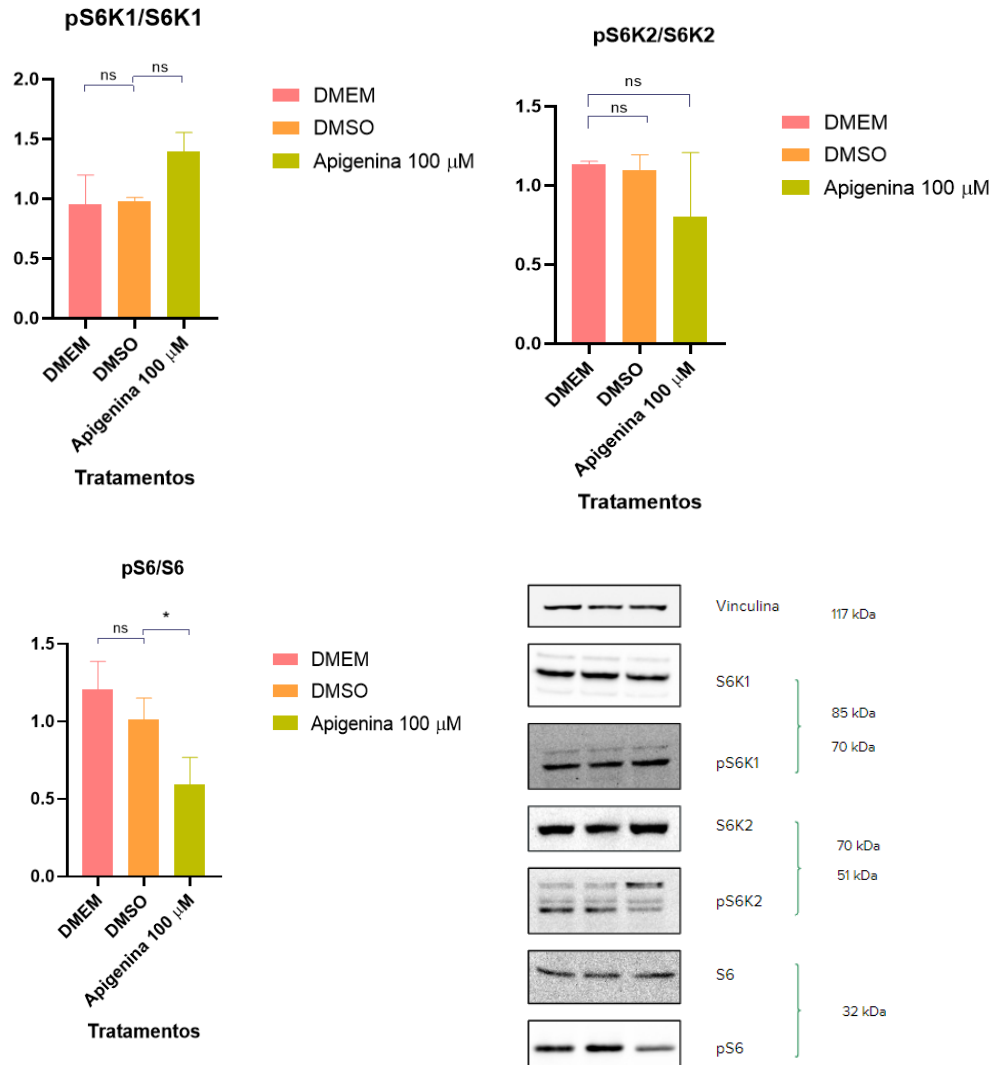 pS6K1/S6K1
ns
ns
2.0
1.5
1.0
0.5
0.0
DMEM
DMSO
Apigenina 100 μM
Tratamentos
DMEM
DMSO
Apigenina 100 μM
pS6K2/S6K2
ns
ns
1.5
1.0
0.5
0.0
DMEM
DMSO
Apigenina 100 μM
Tratamentos
DMEM
DMSO
Apigenina 100 μM
pS6/S6
ns
*
1.5
1.0
0.5
0.0
DMEM
DMSO
Apigenina 100 μM
Tratamentos
DMEM
DMSO
Apigenina 100 μM
Vinculina
117 kDa
S6K1
85 kDa
70 kDa
pS6K1
S6K2
70 kDa
51 kDa
pS6K2
S6
32 kDa
pS6